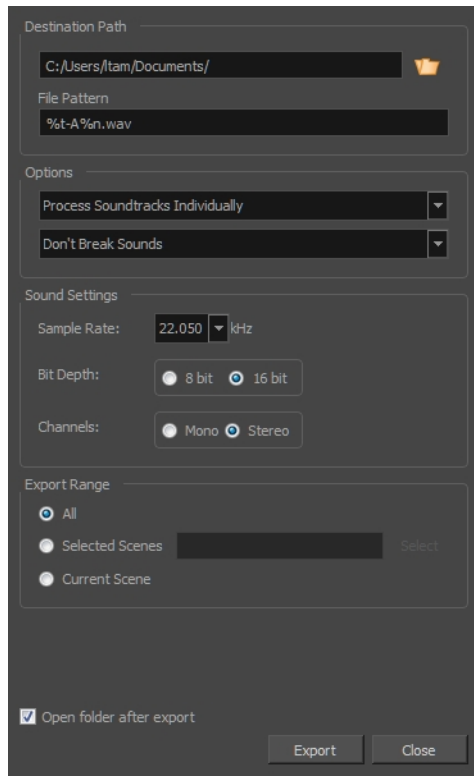 Destination Path
C:/Users/ltam/Documents/
File Pattern
%t-A%n.wav
Options
Process Soundtracks Individually
Don't Break Sounds
Sound Settings
Sample Rate: 22.050 kHz
Bit Depth: 8 bit 16 bit
Channels: Mono Stereo
Export Range
All
Selected Scenes Select
Current Scene
Open folder after export
Export Close